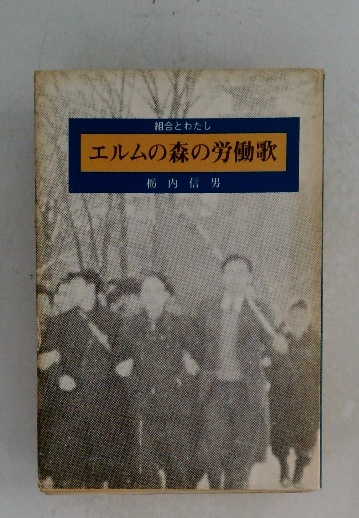 組合とわたし
エルムの森の労働歌
栃内信男